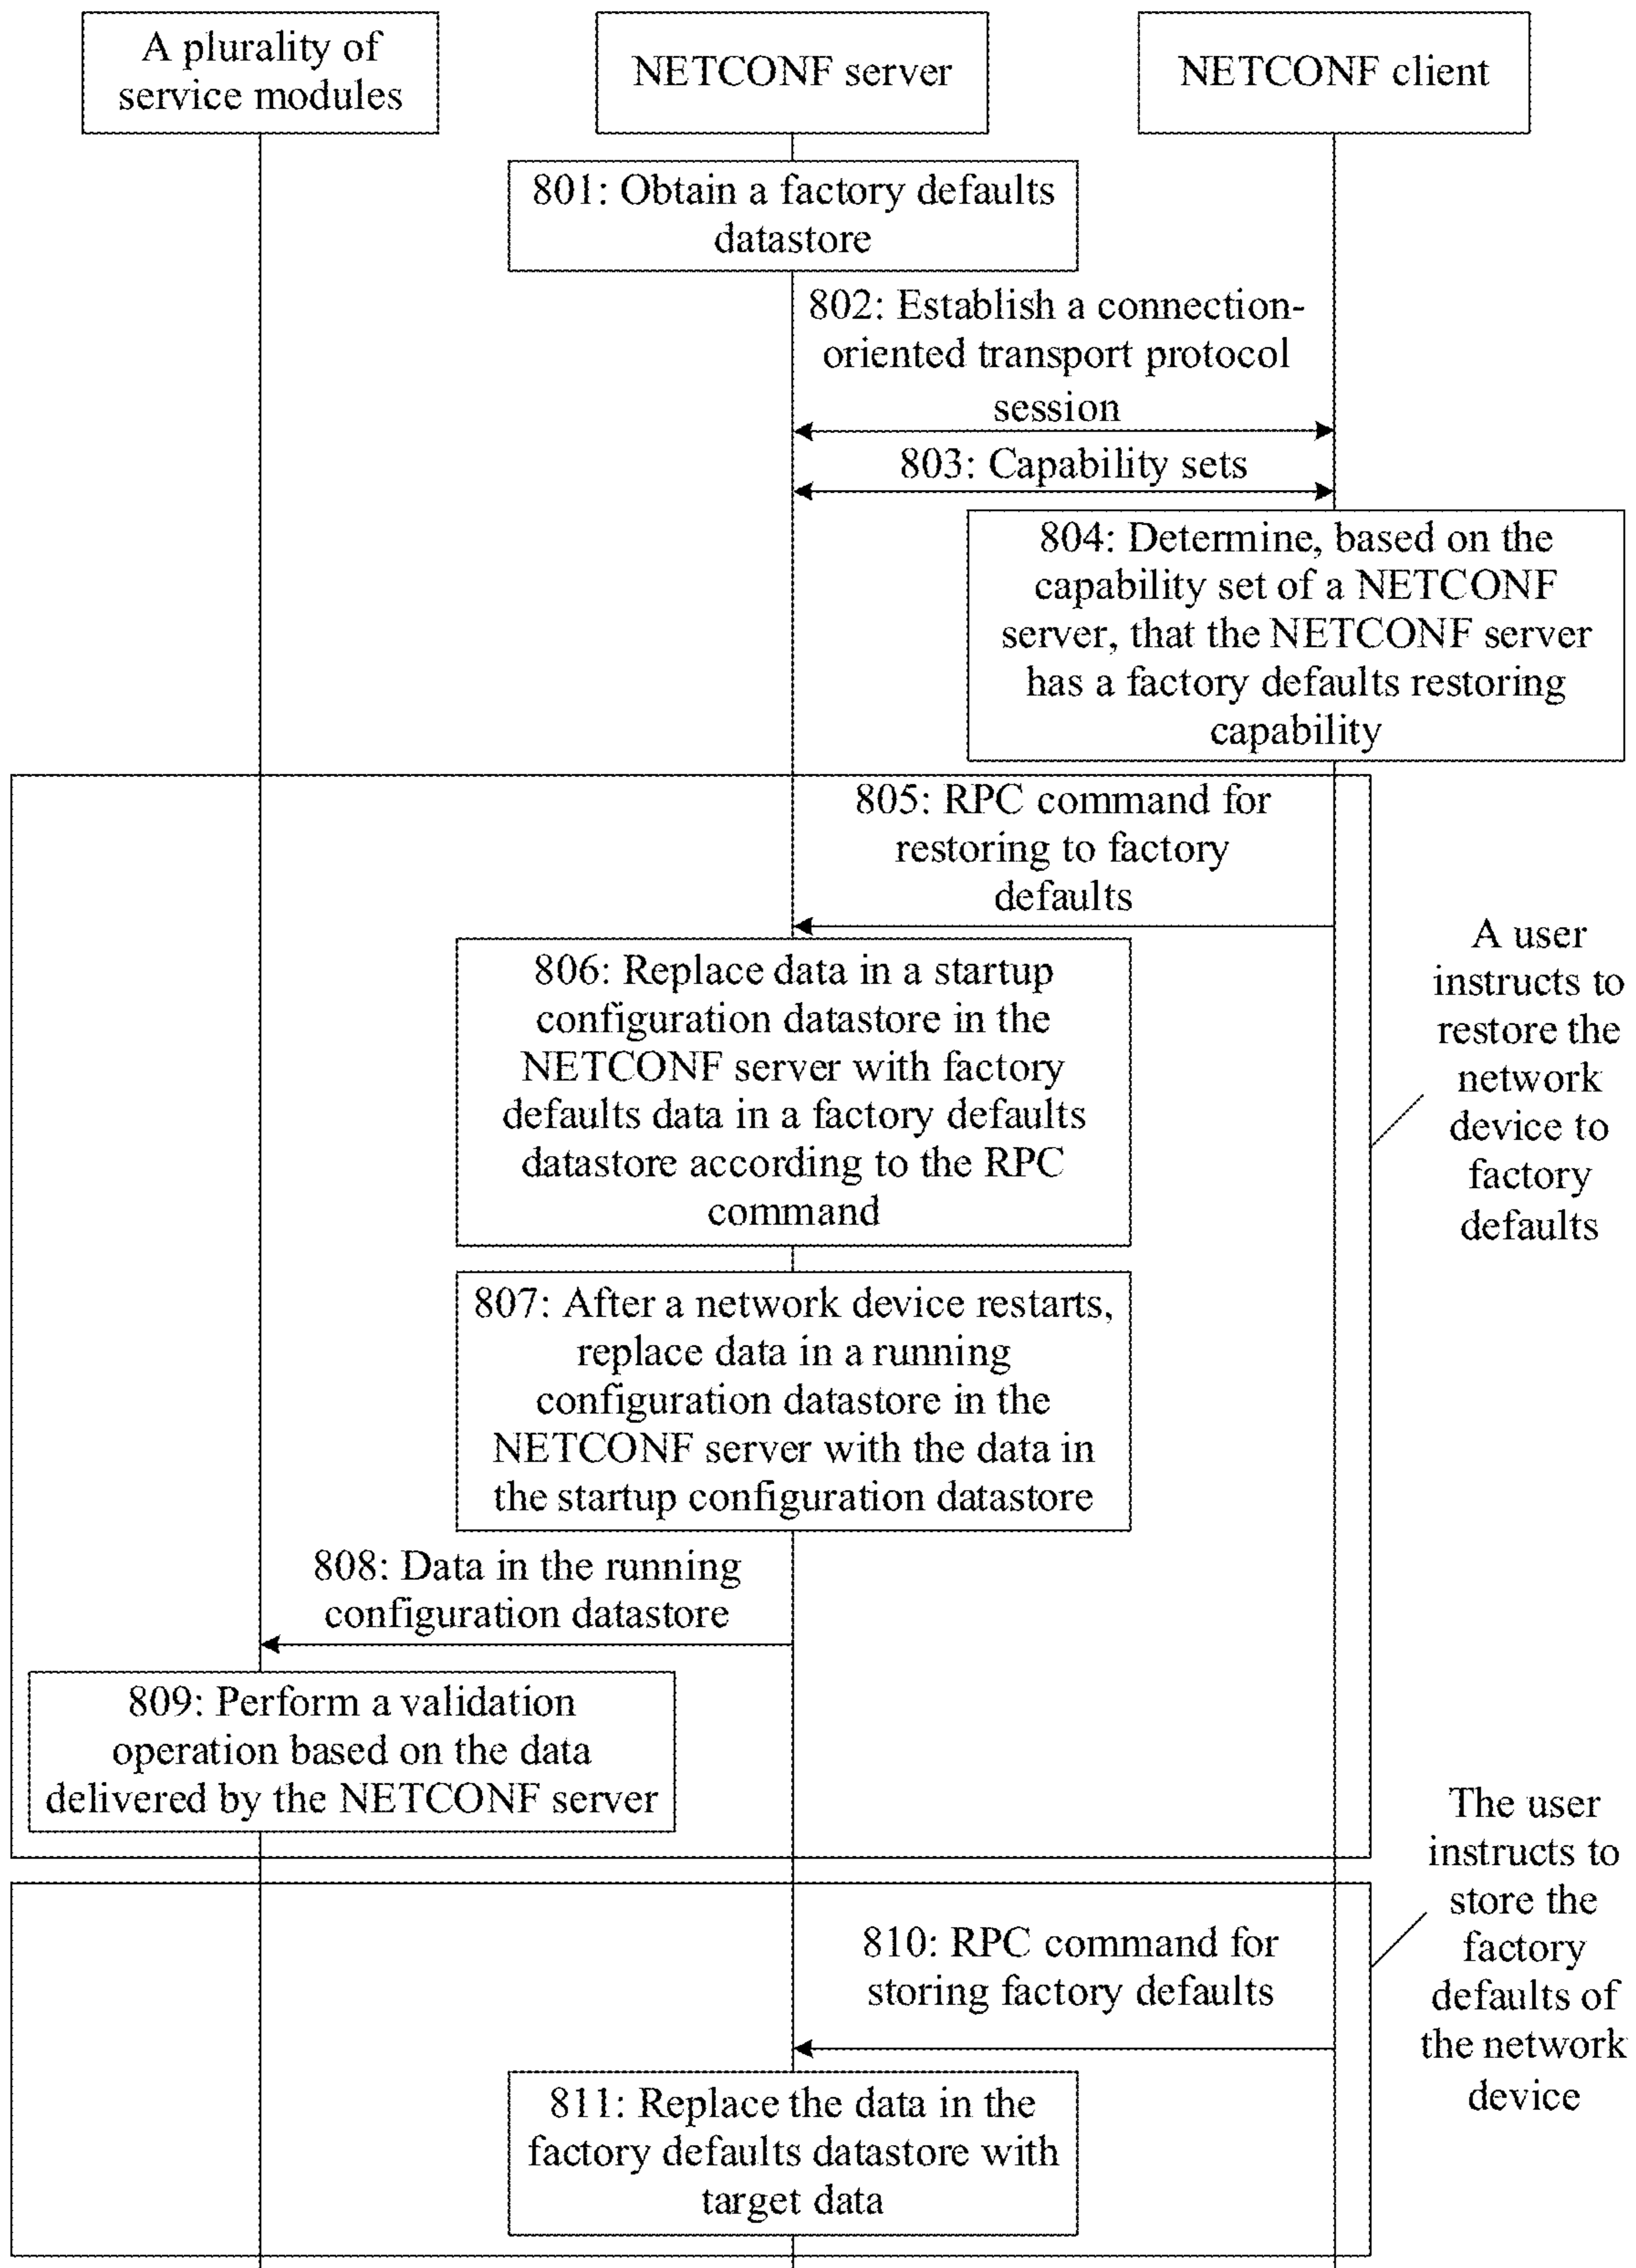 A plurality of
service modules
NETCONF server
NETCONF client
801: Obtain a factory defaults
datastore
802: Establish a connection-
oriented transport protocol
session
803: Capability sets
804: Determine, based on the
capability set of a NETCONF
server, that the NETCONF server
has a factory defaults restoring
capability
805: RPC command for
restoring to factory
defaults
806: Replace data in a startup
configuration datastore in the
NETCONF server with factory
defaults data in a factory defaults
datastore according to the RPC
command
A user
instructs to
restore the
network
device to
factory
defaults
807: After a network device restarts,
replace data in a running
configuration datastore in the
NETCONF server with the data in
the startup configuration datastore
808: Data in the running
configuration datastore
809: Perform a validation
operation based on the data
delivered by the NETCONF server
The user
instructs to
store the
factory
defaults of
the network
device
810: RPC command for
storing factory defaults
811: Replace the data in the
factory defaults datastore with
target data